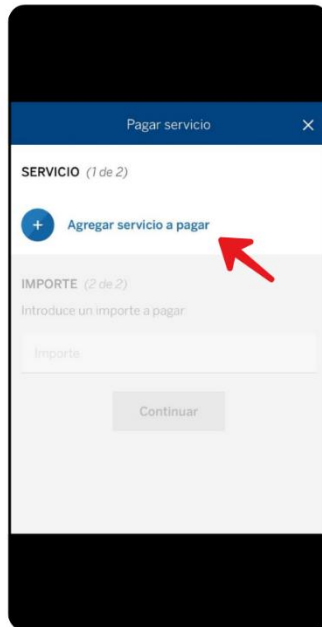 Pagar servicio
SERVICIO (1 de 2)
Agregar servicio a pagar
IMPORTE (2 de 2)
Introduce un importe a pagar
Importe
Continuar